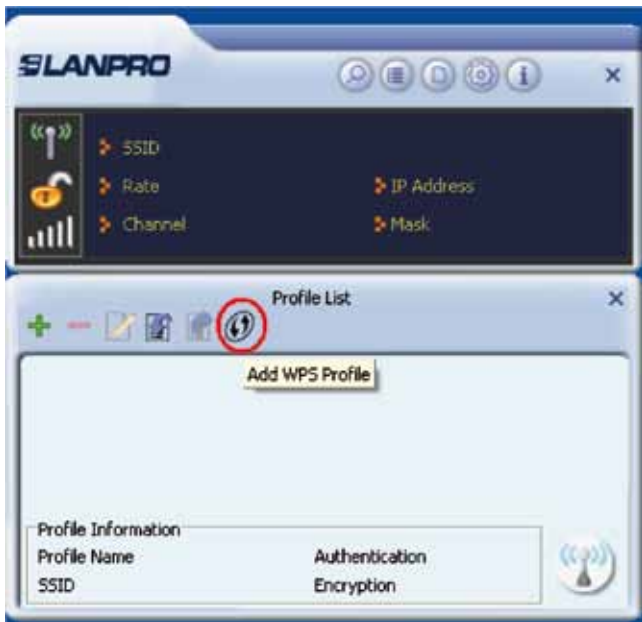 LANPRO
SSID
Rate IP Address
Channel Mask
Profile List
Add WPS Profile
Profile Information
Profile Name Authentication
SSID Encryption